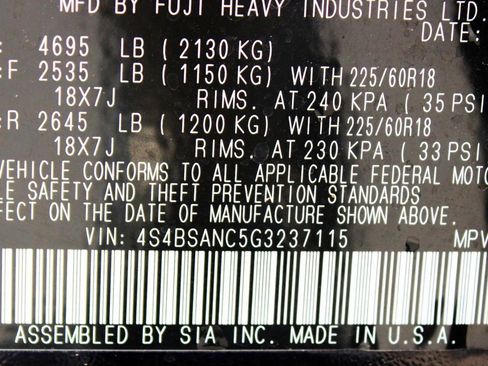 MFD BY FUJI HEAVY INDUSTRIES LTD.
DATE:
: 4695 LB ( 2130 KG)
:F 2535 LB ( 1150 KG) WITH 225/60R18
18X7J RIMS. AT 240 KPA ( 35 PSI
:R 2645 LB ( 1200 KG) WITH 225/60R18
18X7J RIMS. AT 230 KPA ( 33 PSI
VEHICLE CONFORMS TO ALL APPLICABLE FEDERAL MOTO
LE SAFETY AND THEFT PREVENTION STANDARDS
FFECT ON THE DATE OF MANUFACTURE SHOWN ABOVE.
VIN: 4S4BSANC5G3237115 MPV
ASSEMBLED BY SIA INC. MADE IN U.S.A.